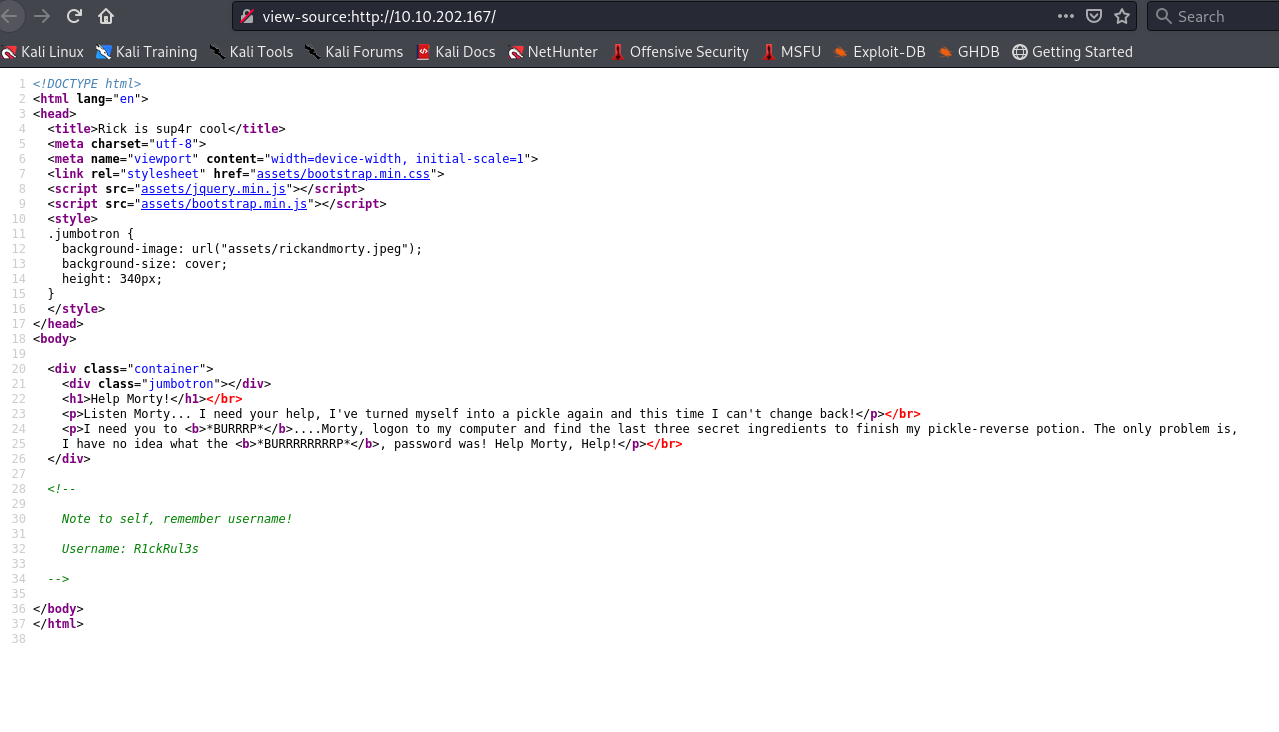 view-source:http://10.10.202.167/
Search
Kali Linux Kali Training Kali Tools Kali Forums Kali Docs NetHunter Offensive Security MSFU Exploit-DB GHDB Getting Started
1 <!DOCTYPE html>
2 <html lang="en">
3 <head>
4 <title>Rick is sup4r cool</title>
5 <meta charset="utf-8">
6 <meta name="viewport" content="width=device-width, initial-scale=1">
7 <link rel="stylesheet" href="assets/bootstrap.min.css">
8 <script src="assets/jquery.min.js"></script>
9 <script src="assets/bootstrap.min.js"></script>
10 <style>
11 .jumbotron {
12 background-image: url("assets/rickandmorty.jpeg");
13 background-size: cover;
14 height: 340px;
15 }
16 </style>
17 </head>
18 <body>
19
20 <div class="container">
21 <div class="jumbotron"></div>
22 <h1>Help Morty!</h1></br>
23 <p>Listen Morty... I need your help, I've turned myself into a pickle again and this time I can't change back!</p></br>
24 <p>I need you to <b>*BURRRP*</b>....Morty, logon to my computer and find the last three secret ingredients to finish my pickle-reverse potion. The only problem is,
25 I have no idea what the <b>*BURRRRRRRRP*</b>, password was! Help Morty, Help!</p></br>
26 </div>
27
28 <!--
29
30 Note to self, remember username!
31
32 Username: R1ckRul3s
33
34 -->
35
36 </body>
37 </html>
38